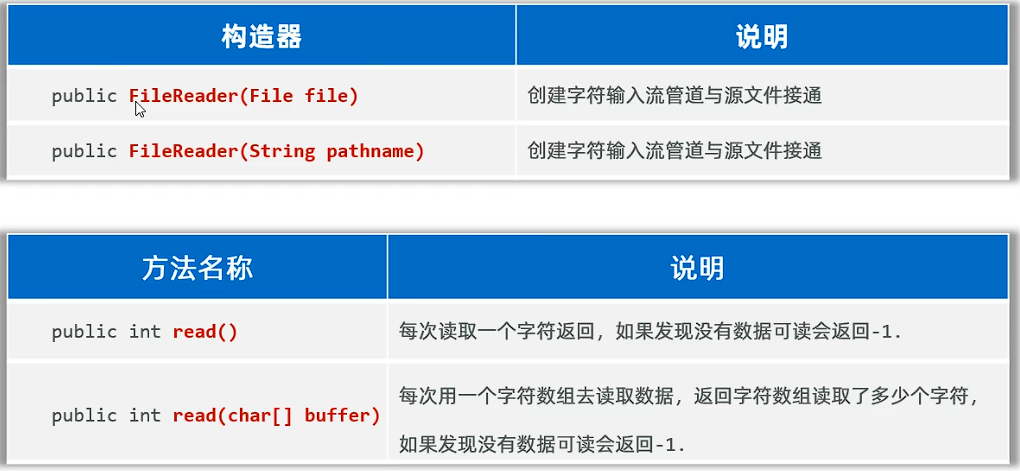 构造器 说明
public FileReader(File file) 创建字符输入流管道与源文件接通
public FileReader(String pathname) 创建字符输入流管道与源文件接通
方法名称 说明
public int read() 每次读取一个字符返回，如果发现没有数据可读会返回-1.
public int read(char[] buffer) 每次用一个字符数组去读取数据，返回字符数组读取了多少个字符，
如果发现没有数据可读会返回-1.